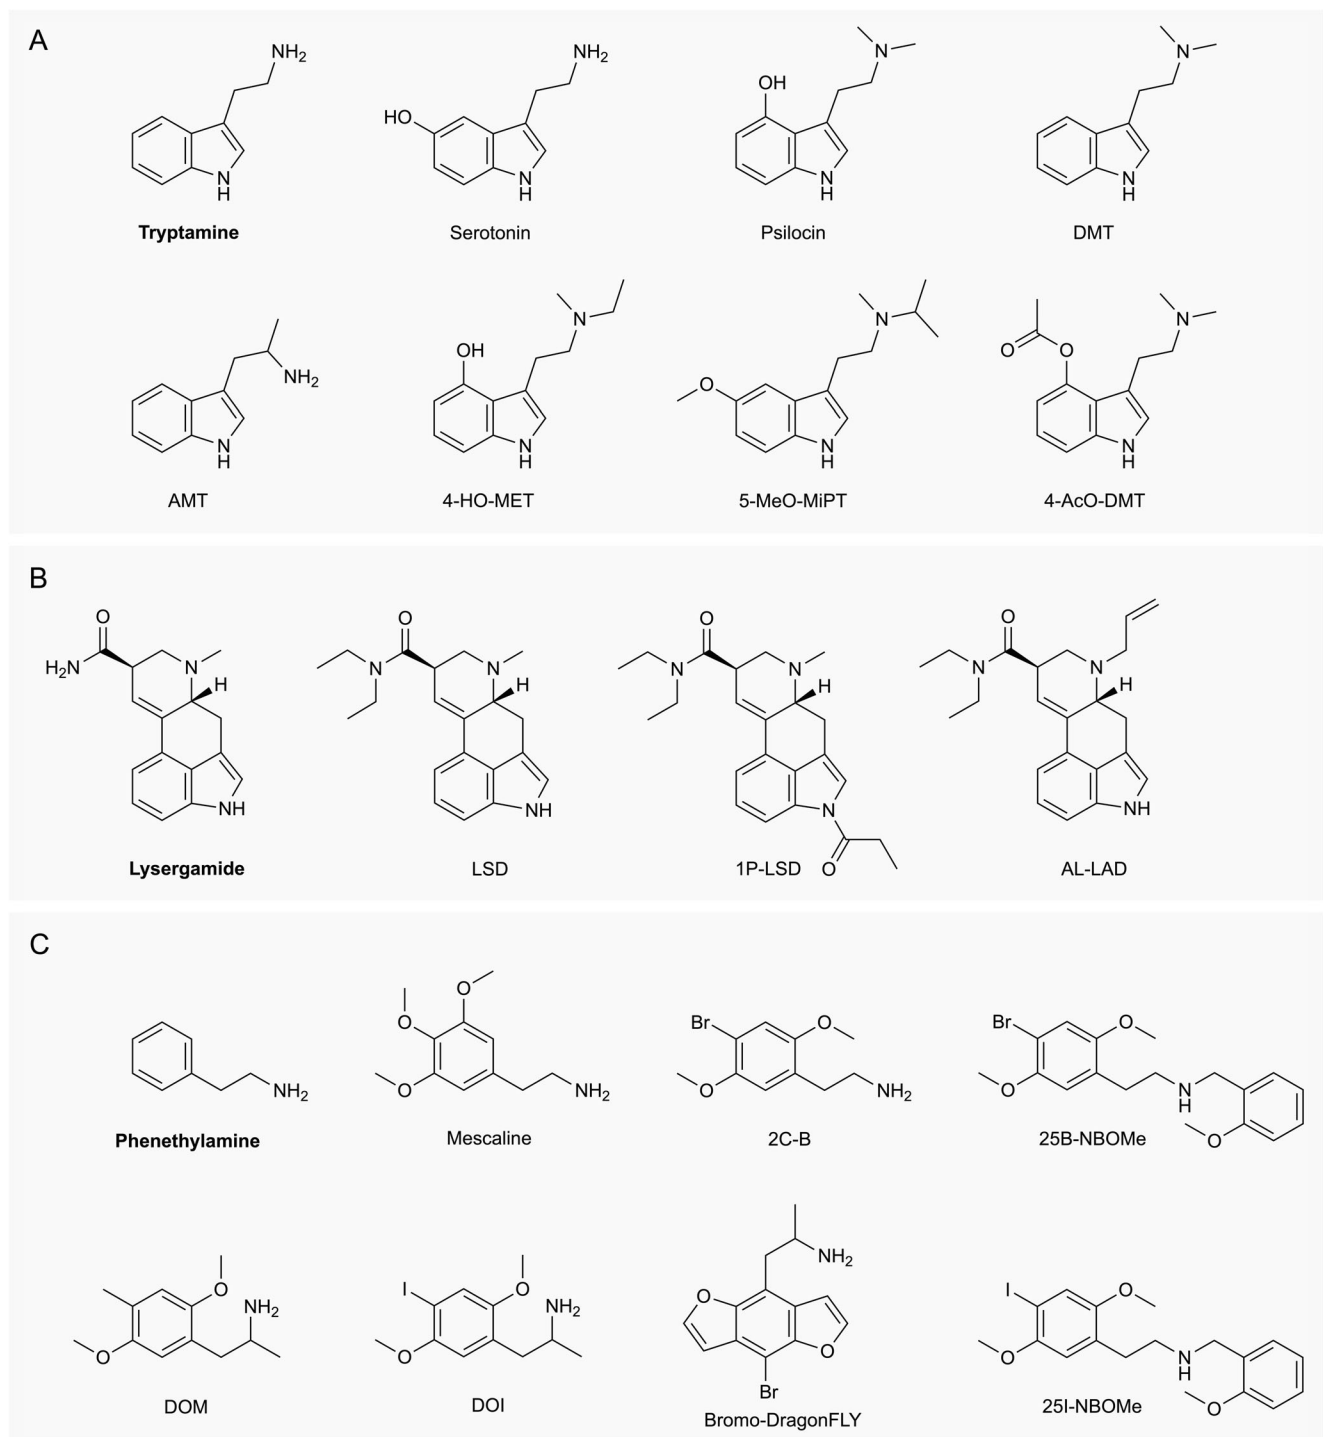 A
NH2
NH2
N
N
OH
HO
N
H
N
H
N
H
N
H
Tryptamine
Serotonin
Psilocin
DMT
N
N
N
OH
O
O
NH2
O
N
H
N
H
N
H
N
H
AMT
4-HO-MET
5-MeO-MiPT
4-AcO-DMT
B
O
O
O
O
H2N
N
N
N
N
N
N
N
H
H
H
H
NH
NH
N
NH
O
Lysergamide
LSD
1P-LSD
AL-LAD
C
O
O
Br
O
Br
O
O
NH2
NH2
O
NH2
O
N
H
O
Phenethylamine
Mescaline
2C-B
25B-NBOMe
NH2
O
I
O
O
I
O
NH2
NH2
O
O
O
O
N
H
Br
O
DOM
DOI
Bromo-DragonFLY
25I-NBOMe